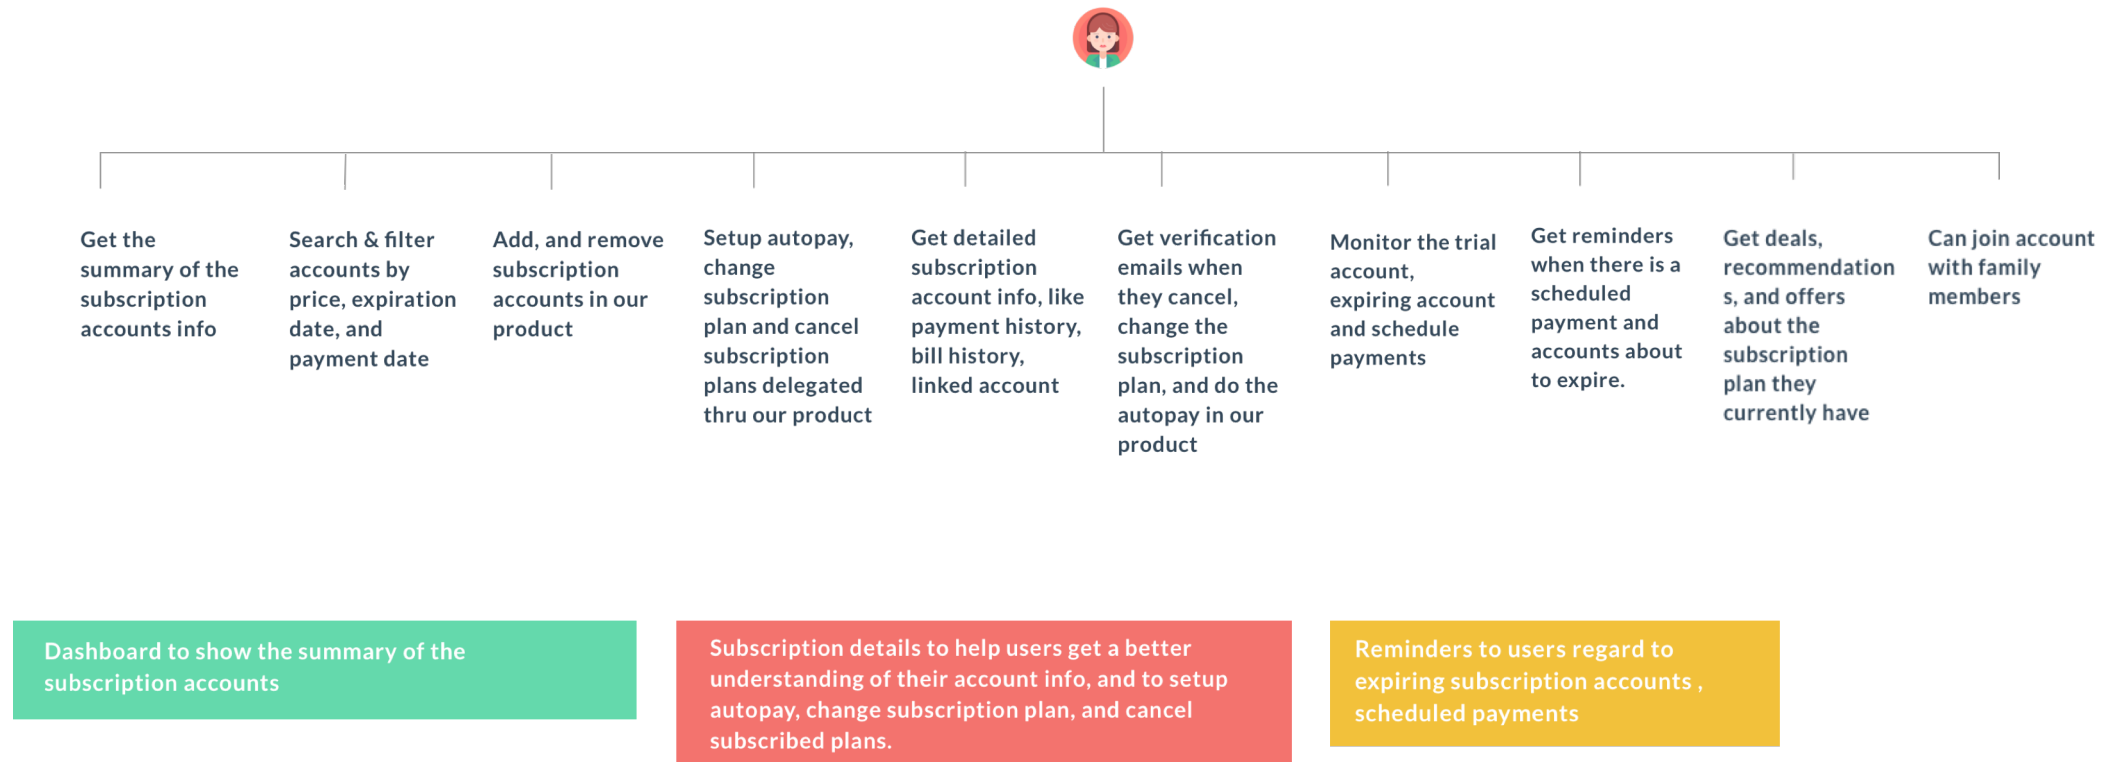 Get the
summary of the
subscription
accounts info
Search & filter
accounts by
price, expiration
date, and
payment date
Add, and remove
subscription
accounts in our
product
Setup autopay,
change
subscription
plan and cancel
subscription
plans delegated
thru our product
Get detailed
subscription
account info, like
payment history,
bill history,
linked account
Get verification
emails when
they cancel,
change the
subscription
plan, and do the
autopay in our
product
Monitor the trial
account,
expiring account
and schedule
payments
Get reminders
when there is a
scheduled
payment and
accounts about
to expire.
Get deals,
recommendation
s, and offers
about the
subscription
plan they
currently have
Can join account
with family
members
Dashboard to show the summary of the
subscription accounts
Subscription details to help users get a better
understanding of their account info, and to setup
autopay, change subscription plan, and cancel
subscribed plans.
Reminders to users regard to
expiring subscription accounts ,
scheduled payments